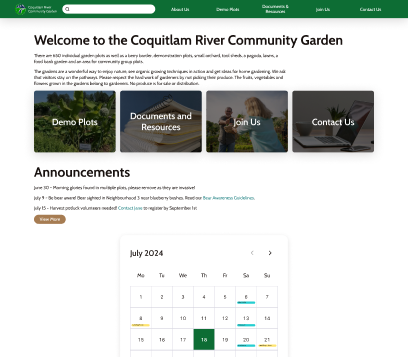 Coquitlam River
Community Garden
About Us
Demo Plots
Documents &
Resources
Join Us
Contact Us
Welcome to the Coquitlam River Community Garden
There are 60 individual garden plots as well as a berry border, demonstration plots, small orchard, tool sheds, a pagoda, lawns, a
food bank garden and an area for community group plots.
The gardens are a wonderful way to enjoy nature, see organic growing techniques in action and get ideas for home gardening. We ask
that visitors stay on the pathways. Please respect the hard work of gardeners by not picking their produce. The fruits, vegetables and
flowers grown in the gardens belong to gardeners. No produce is for sale or distribution.
Demo Plots
Documents and
Resources
Join Us
Contact Us
Announcements
June 30 - Morning glories found in multiple plots, please remove as they are invasive!
July 9 - Be bear aware! Bear sighted in Neighbourhood 3 near blueberry bushes. Read our Bear Awareness Guidelines.
July 15 - Harvest potluck volunteers needed! Contact Jane to register by September 1st!
View More
July 2024
Mo Tu We Th Fr Sa Su
1 2 3 4 5 6 7
8 9 10 11 12 13 14
15 16 17 18 19 20 21